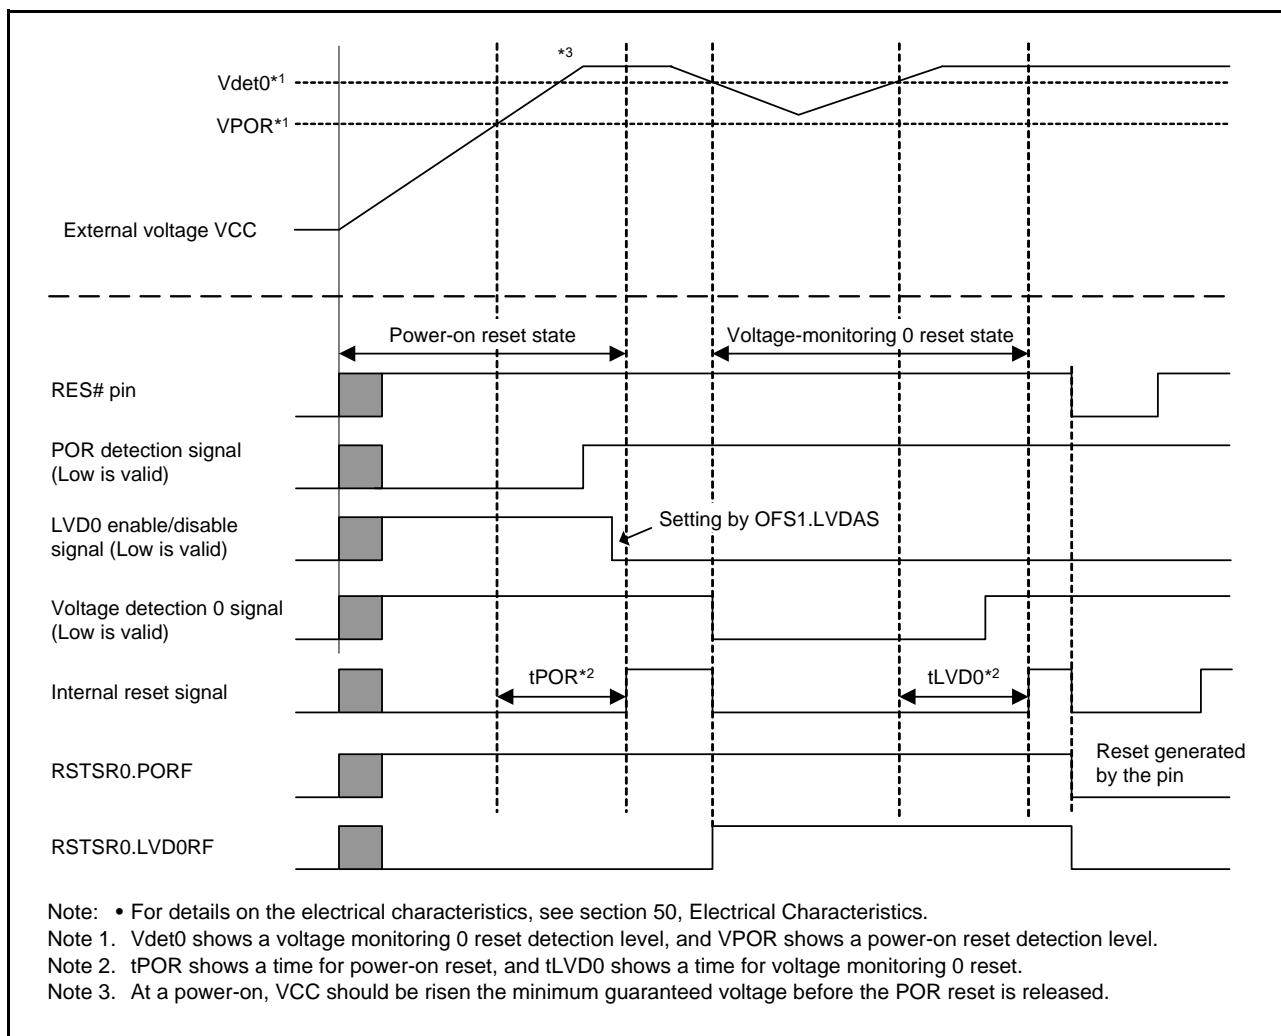 *3
Vdet0*1
VPOR*1
External voltage VCC
Power-on reset state
Voltage-monitoring 0 reset state
RES# pin
POR detection signal
(Low is valid)
LVD0 enable/disable
signal (Low is valid)
Setting by OFS1.LVDAS
Voltage detection 0 signal
(Low is valid)
Internal reset signal
tPOR*2
tLVD0*2
RSTSR0.PORF
Reset generated
by the pin
RSTSR0.LVD0RF
Note: • For details on the electrical characteristics, see section 50, Electrical Characteristics.
Note 1. Vdet0 shows a voltage monitoring 0 reset detection level, and VPOR shows a power-on reset detection level.
Note 2. tPOR shows a time for power-on reset, and tLVD0 shows a time for voltage monitoring 0 reset.
Note 3. At a power-on, VCC should be risen the minimum guaranteed voltage before the POR reset is released.